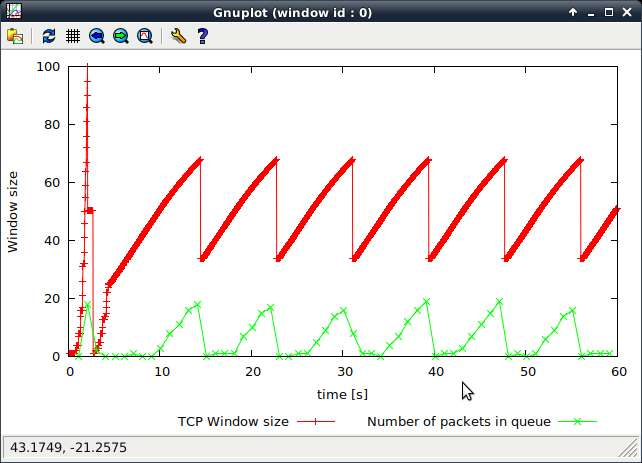 Gnuplot (window id : 0)
100
80
60
40
20
0
Window size
0 10 20 30 40 50 60
time [s]
TCP Window size Number of packets in queue
43.1749, -21.2575